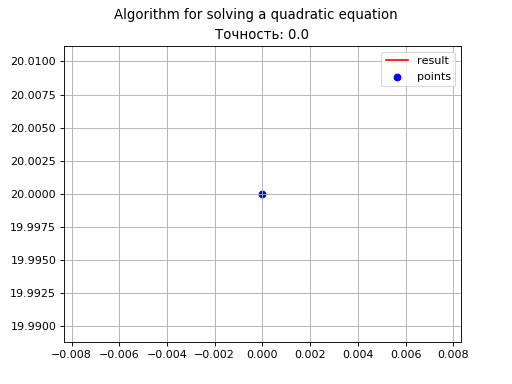 Algorithm for solving a quadratic equation
Точность: 0.0
result
points
20.0100
20.0075
20.0050
20.0025
20.0000
19.9975
19.9950
19.9925
19.9900
−0.008 −0.006 −0.004 −0.002 0.000 0.002 0.004 0.006 0.008